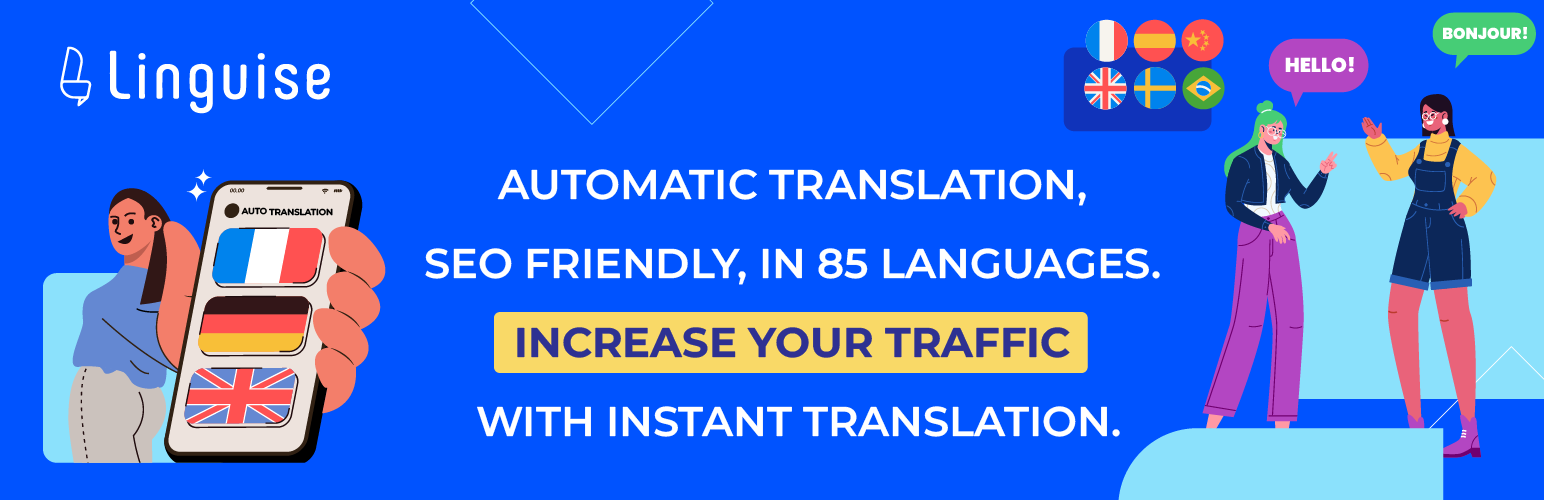 Linguise
HELLO!
BONJOUR!
00.00
AUTO TRANSLATION
AUTOMATIC TRANSLATION,
SEO FRIENDLY, IN 85 LANGUAGES.
INCREASE YOUR TRAFFIC
WITH INSTANT TRANSLATION.